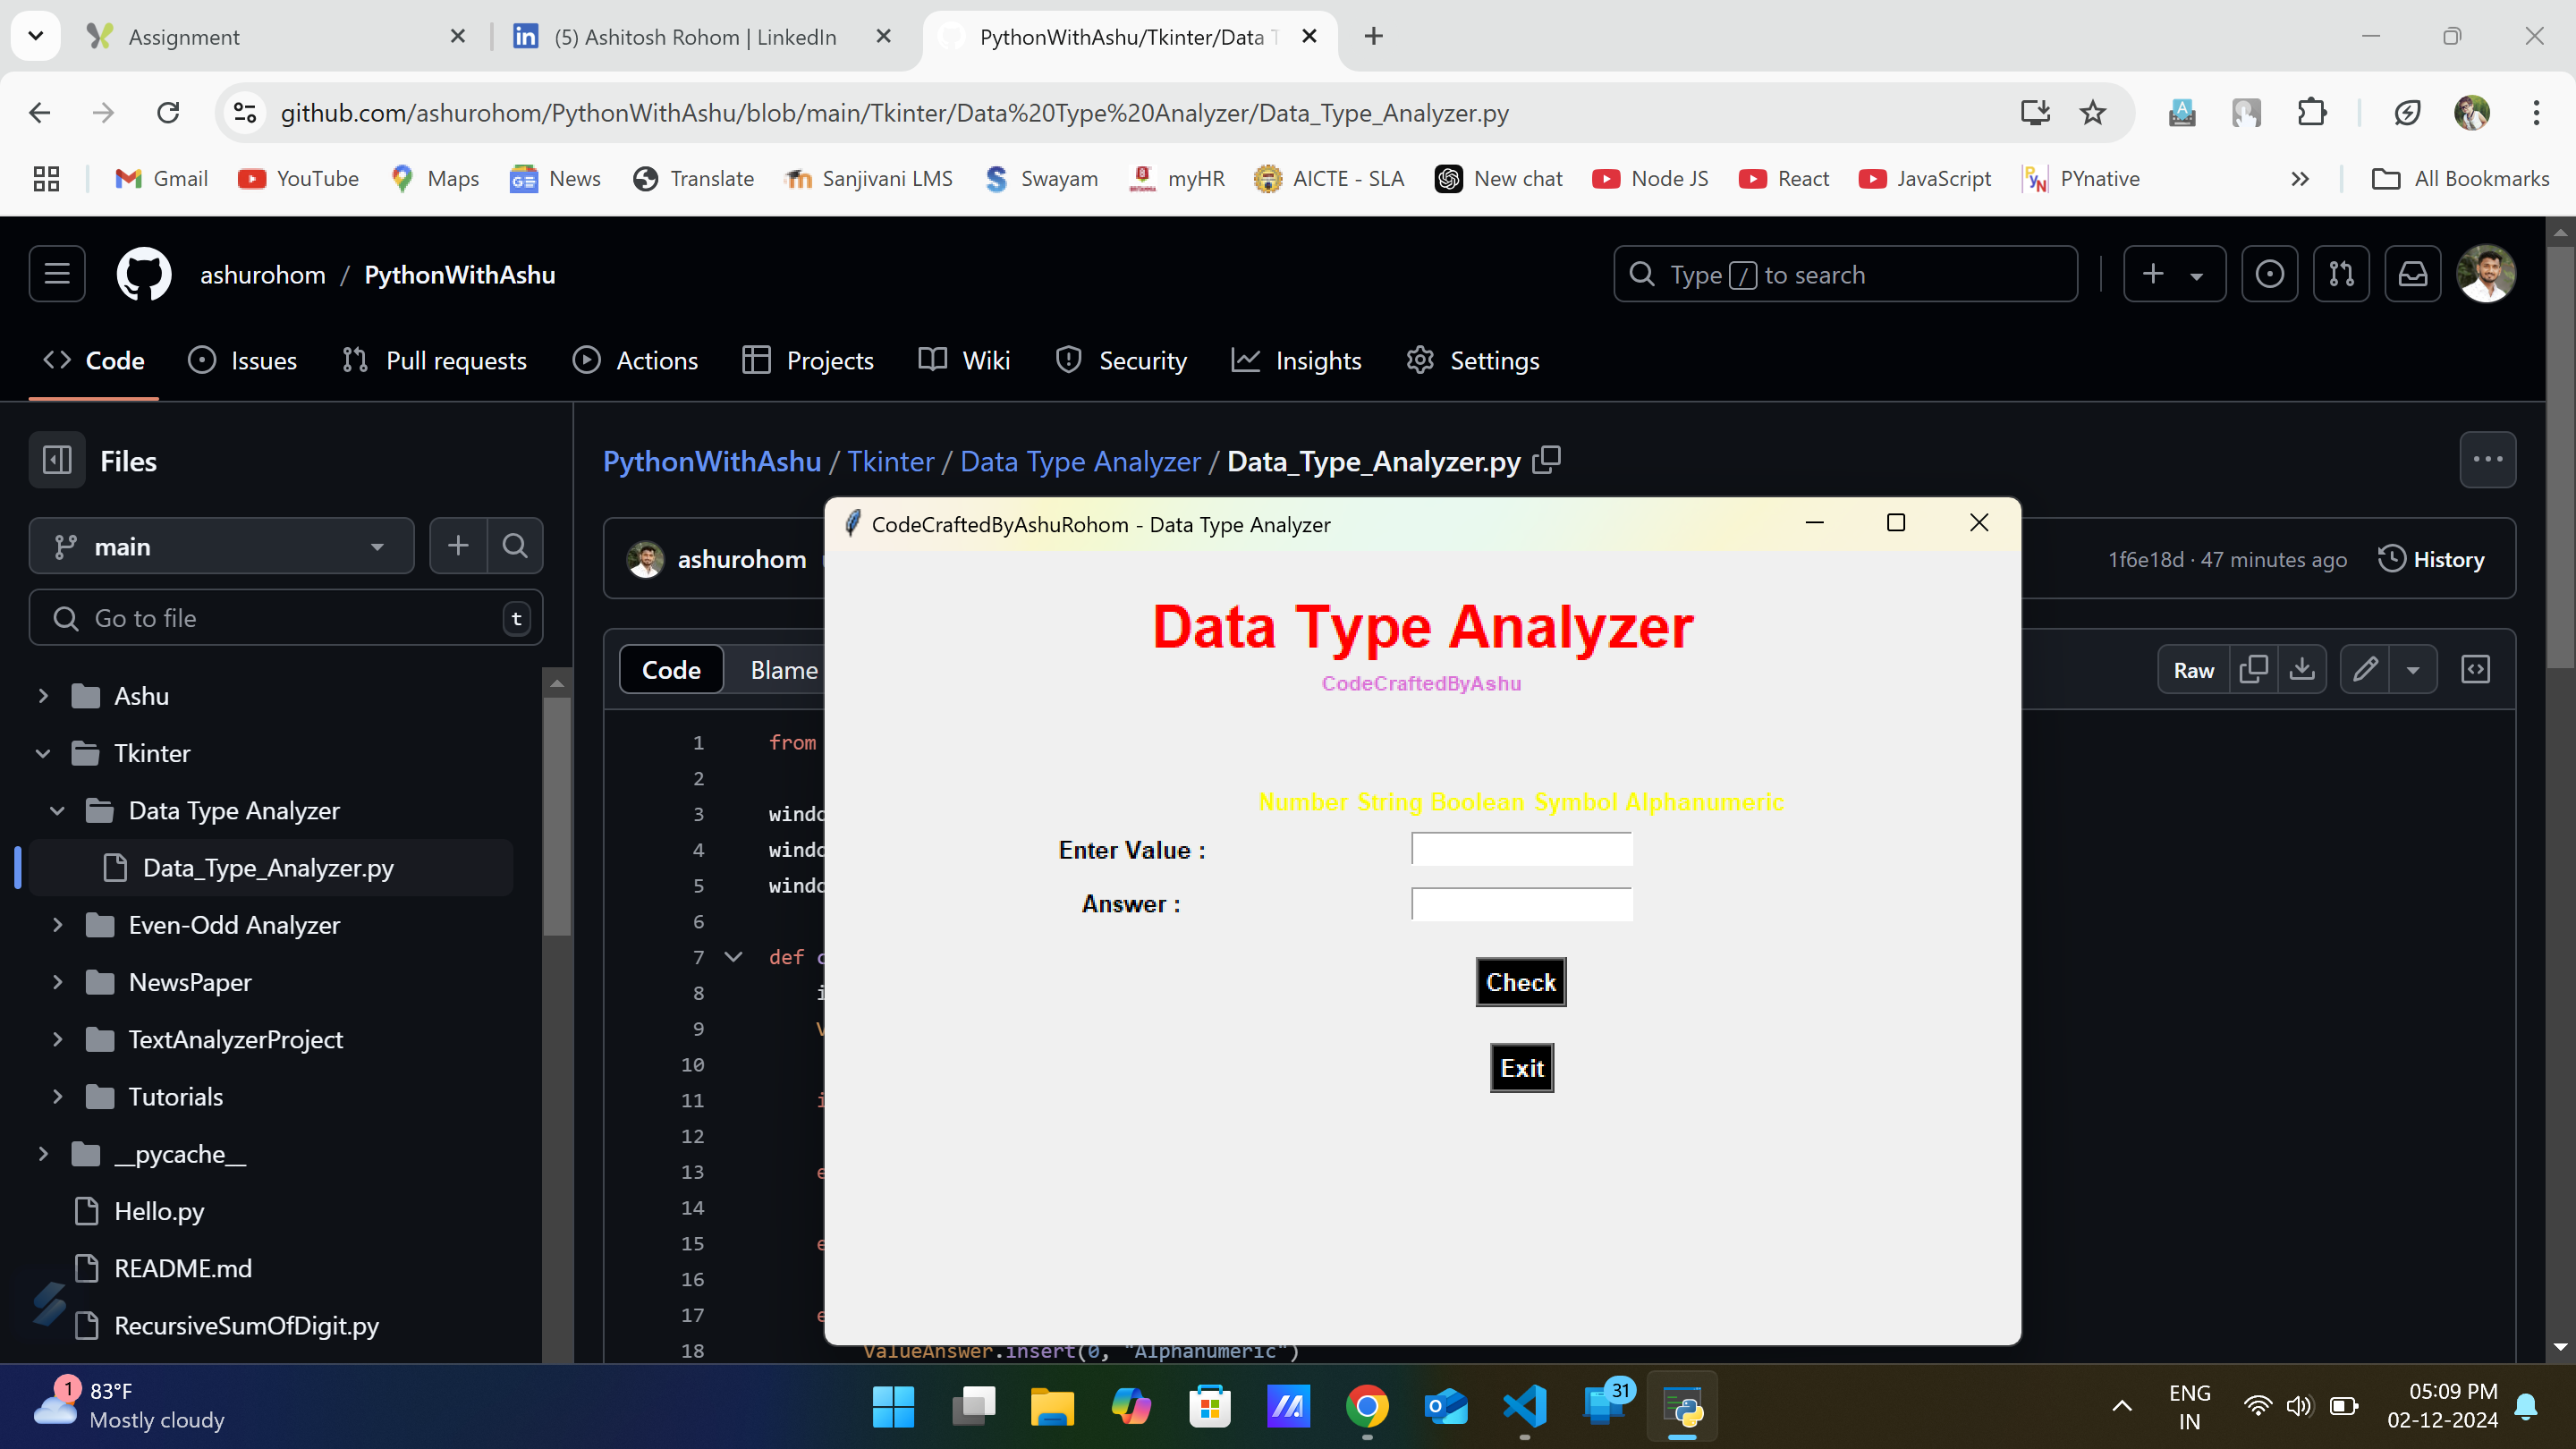 Assignment
(5) Ashitosh Rohom | LinkedIn
PythonWithAshu/Tkinter/Data T
github.com/ashurohom/PythonWithAshu/blob/main/Tkinter/Data%20Type%20Analyzer/Data_Type_Analyzer.py
Gmail YouTube Maps News Translate Sanjivani LMS Swayam myHR AICTE - SLA New chat Node JS React JavaScript PYnative All Bookmarks
ashurohom / PythonWithAshu
Type / to search
Code Issues Pull requests Actions Projects Wiki Security Insights Settings
Files
PythonWithAshu / Tkinter / Data Type Analyzer / Data_Type_Analyzer.py
main
ashurohom
1f6e18d · 47 minutes ago History
Go to file t
Code Blame
Raw
Ashu
Tkinter
Data Type Analyzer
Data_Type_Analyzer.py
Even-Odd Analyzer
NewsPaper
TextAnalyzerProject
Tutorials
__pycache__
Hello.py
README.md
RecursiveSumOfDigit.py
1 from
2
3 windo
4 windo
5 windo
6
7 def c
8 i
9 V
10
11 i
12
13 e
14
15 e
16
17 e
18 ValueAnswer.insert(0, "Alphanumeric")
CodeCraftedByAshuRohom - Data Type Analyzer
Data Type Analyzer
CodeCraftedByAshu
Number String Boolean Symbol Alphanumeric
Enter Value :
Answer :
Check
Exit
1
83°F
Mostly cloudy
31
ENG
IN
05:09 PM
02-12-2024